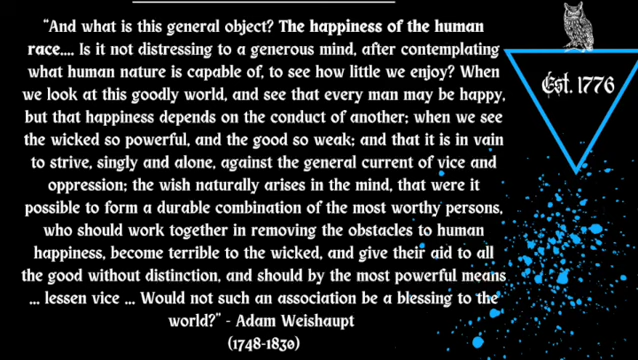 "And what is this general object? The happiness of the human
race.... Is it not distressing to a generous mind, after contemplating
what human nature is capable of, to see how little we enjoy? When
we look at this goodly world, and see that every man may be happy,
but that happiness depends on the conduct of another; when we see
the wicked so powerful, and the good so weak; and that it is in vain
to strive, singly and alone, against the general current of vice and
oppression; the wish naturally arises in the mind, that were it
possible to form a durable combination of the most worthy persons,
who should work together in removing the obstacles to human
happiness, become terrible to the wicked, and give their aid to all
the good without distinction, and should by the most powerful means
... lessen vice ... Would not such an association be a blessing to the
world?" - Adam Weishaupt
(1748-1830)
Est. 1776